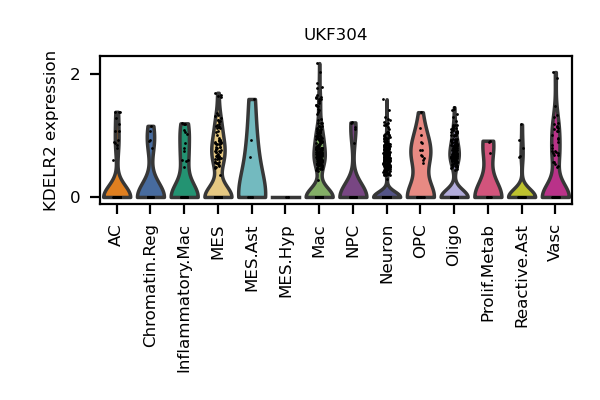 UKF304
KDELR2 expression
2
0
AC
Chromatin.Reg
Inflammatory.Mac
MES
MES.Ast
MES.Hyp
Mac
NPC
Neuron
OPC
Oligo
Prolif.Metab
Reactive.Ast
Vasc